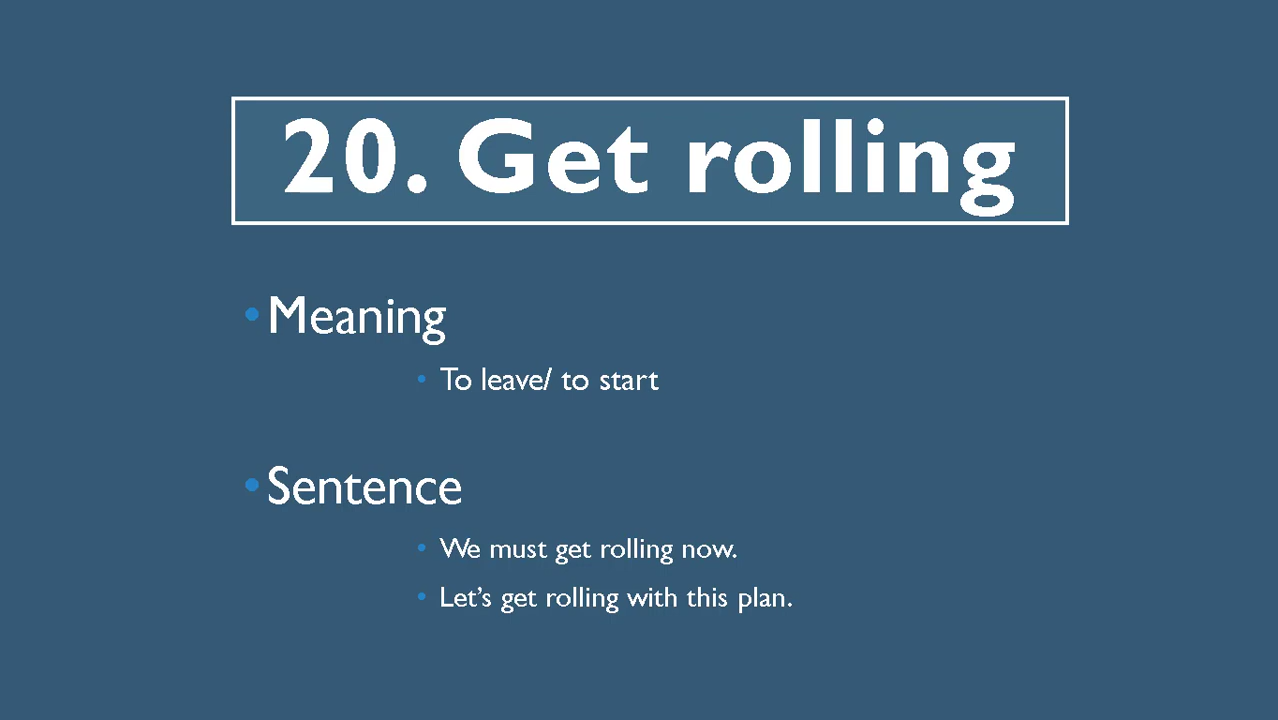 20. Get rolling
• Meaning
• To leave/ to start
• Sentence
• We must get rolling now.
• Let’s get rolling with this plan.